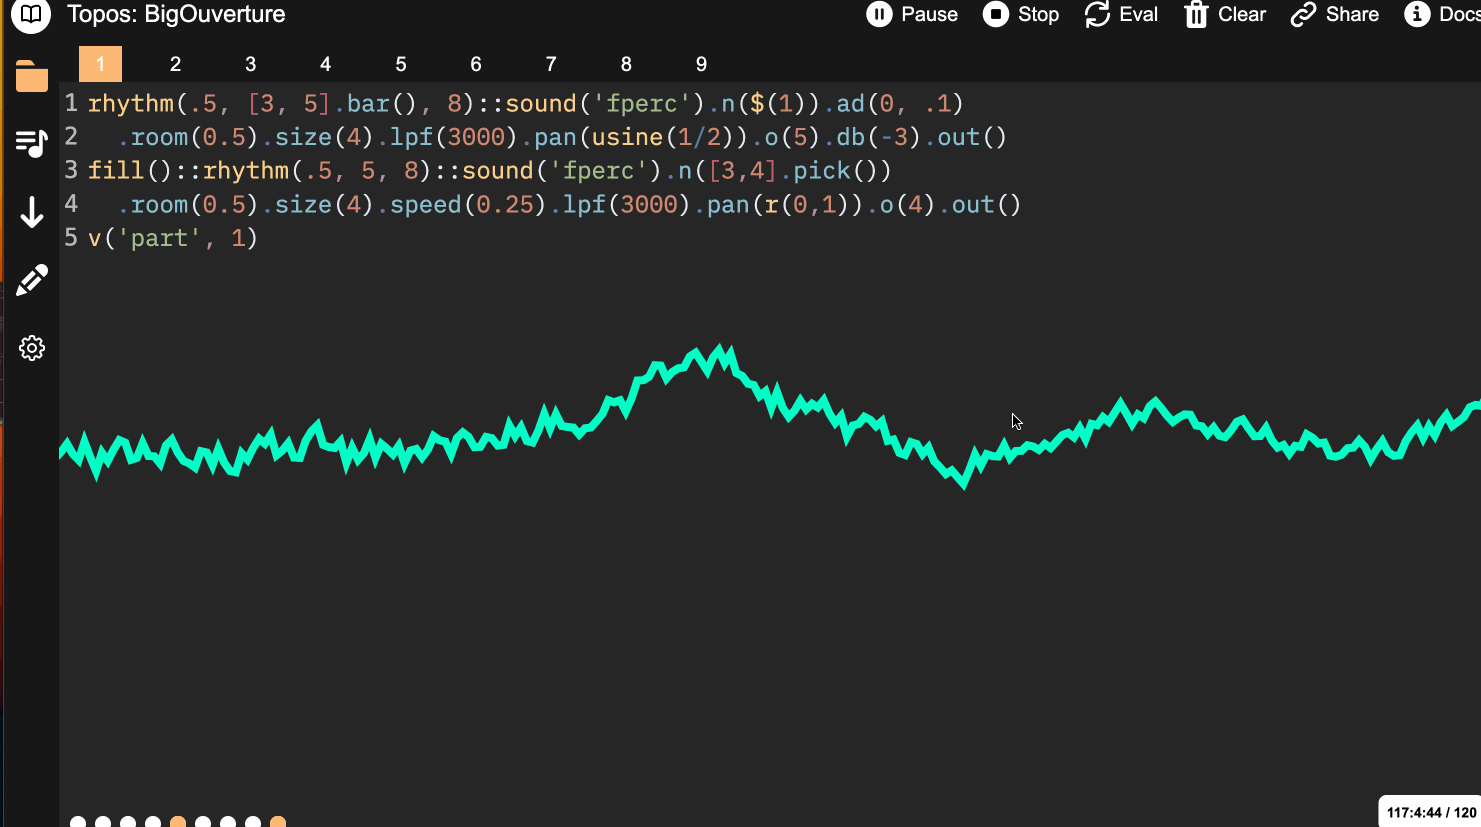 Topos: BigOuverture
Pause Stop Eval Clear Share Docs
1 2 3 4 5 6 7 8 9
1 rhythm(.5, [3, 5].bar(), 8)::sound('fperc').n($(1)).ad(0, .1)
2 .room(0.5).size(4).lpf(3000).pan(usine(1/2)).o(5).db(-3).out()
3 fill()::rhythm(.5, 5, 8)::sound('fperc').n([3,4].pick())
4 .room(0.5).size(4).speed(0.25).lpf(3000).pan(r(0,1)).o(4).out()
5 v('part', 1)
117:4:44 / 120